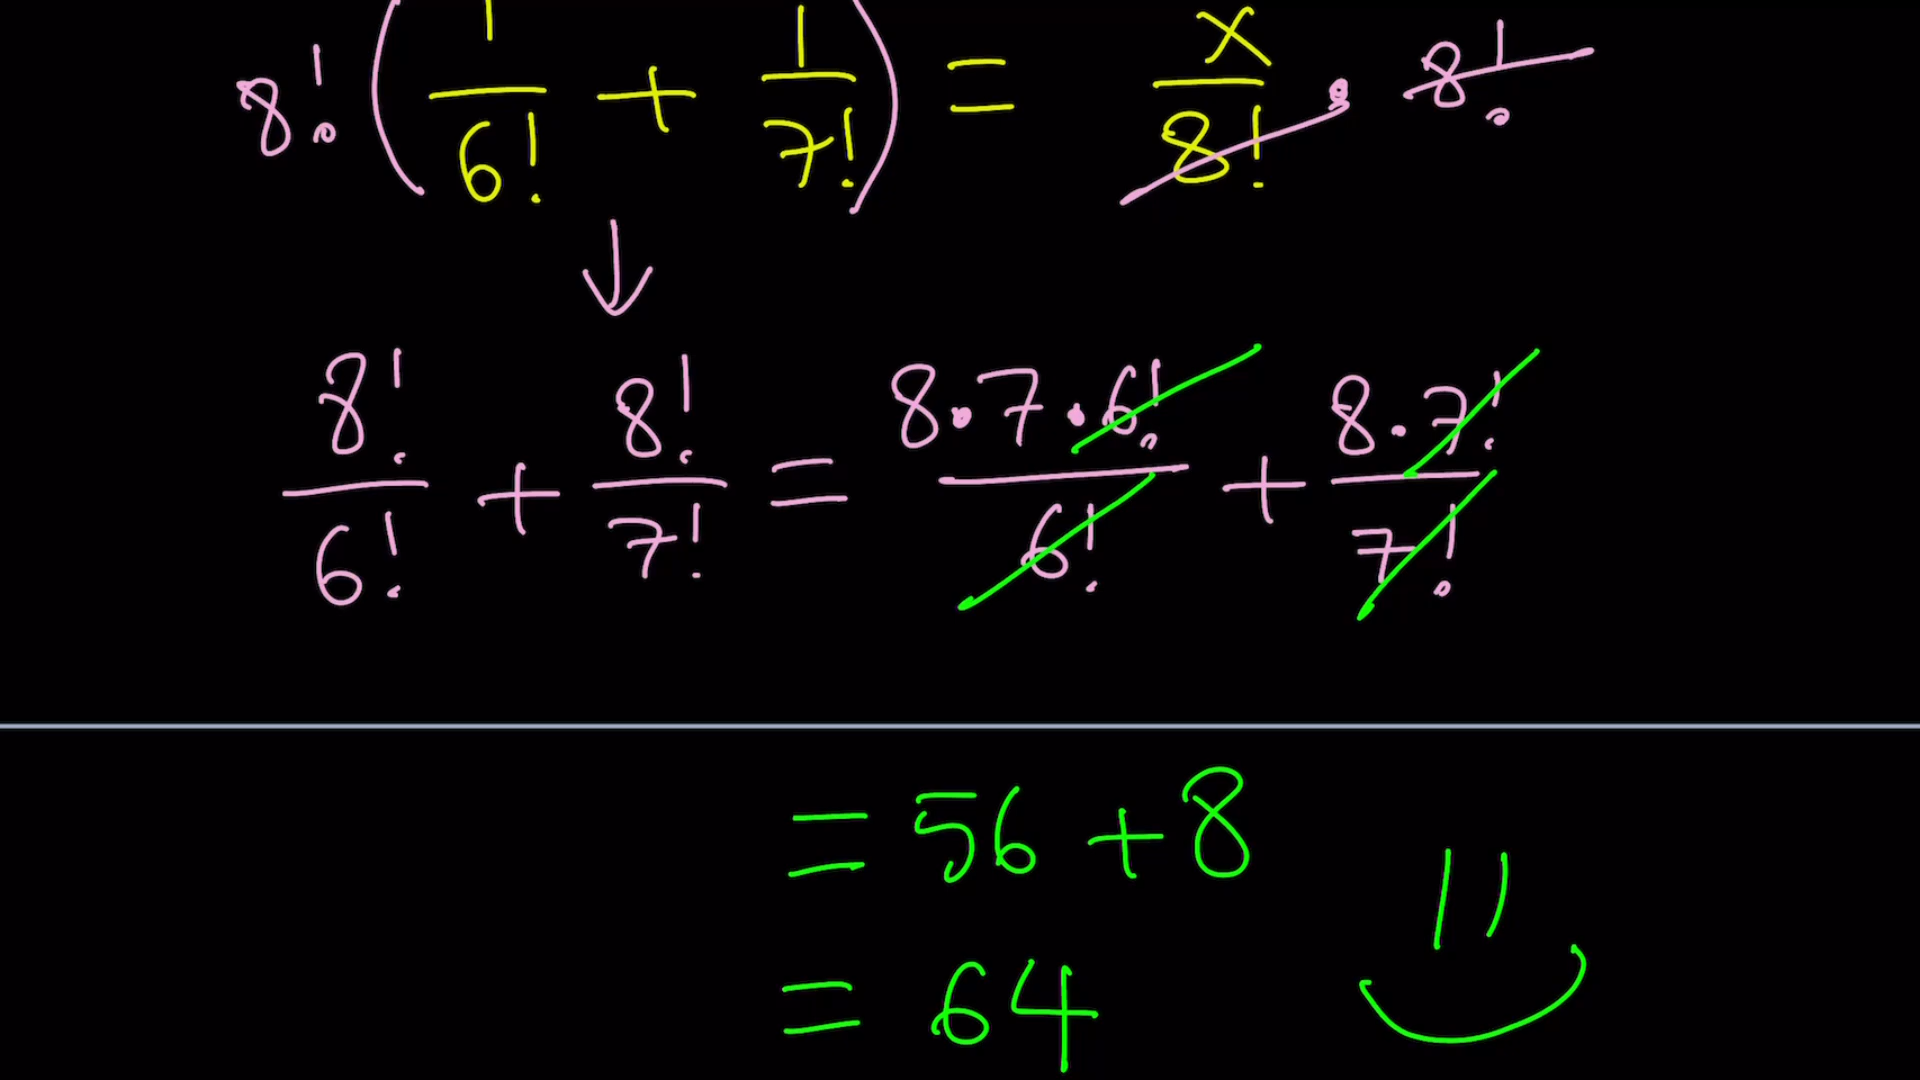 8! ( 1/6! + 1/7! ) = x/8! · 8!
↓
8!/6! + 8!/7! = 8·7·6!/6! + 8·7!/7!
= 56 + 8
= 64